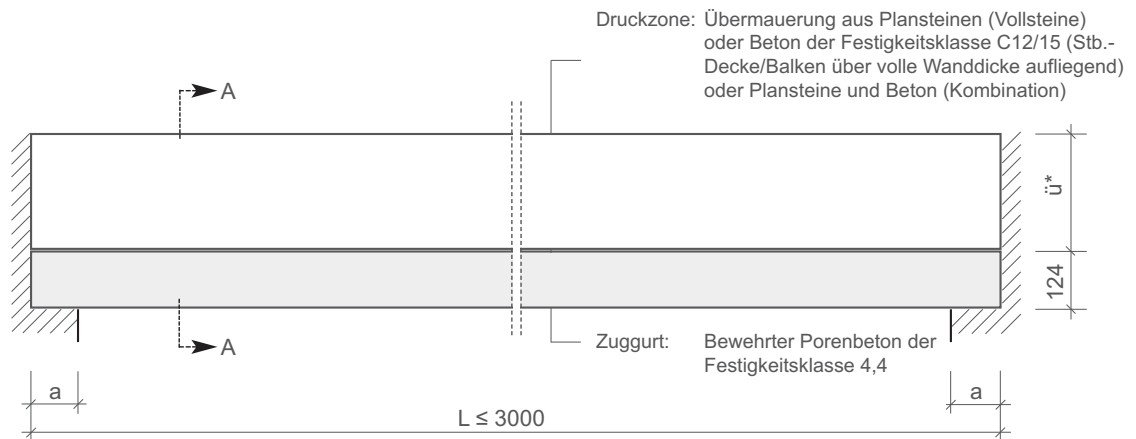 Druckzone: Übermauerung aus Plansteinen (Vollsteine)
oder Beton der Festigkeitsklasse C12/15 (Stb.-
Decke/Balken über volle Wanddicke aufliegend)
oder Plansteine und Beton (Kombination)
A
ü*
124
A
Zuggurt: Bewehrter Porenbeton der
Festigkeitsklasse 4,4
a
a
L ≤ 3000